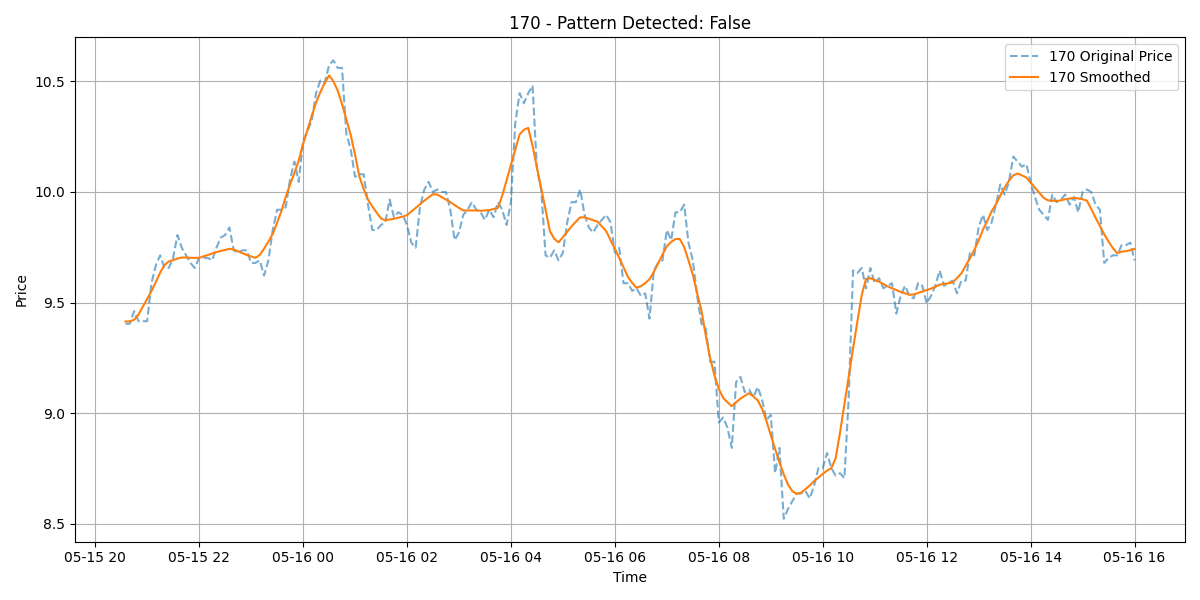 170 - Pattern Detected: False
170 Original Price
170 Smoothed
Price
10.5
10.0
9.5
9.0
8.5
05-15 20 05-15 22 05-16 00 05-16 02 05-16 04 05-16 06 05-16 08 05-16 10 05-16 12 05-16 14 05-16 16
Time